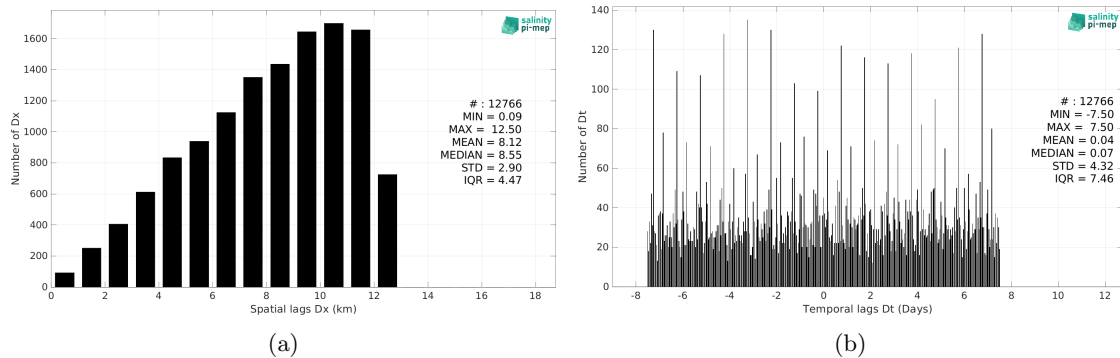 salinity
pi-mep
Number of Dx
1600
1400
1200
1000
800
600
400
200
0
# : 12766
MIN = 0.09
MAX = 12.50
MEAN = 8.12
MEDIAN = 8.55
STD = 2.90
IQR = 4.47
0 2 4 6 8 10 12 14 16 18
Spatial lags Dx (km)
(a)
salinity
pi-mep
Number of Dt
140
120
100
80
60
40
20
0
# : 12766
MIN = -7.50
MAX = 7.50
MEAN = 0.04
MEDIAN = 0.07
STD = 4.32
IQR = 7.46
-8 -6 -4 -2 0 2 4 6 8 10 12
Temporal lags Dt (Days)
(b)